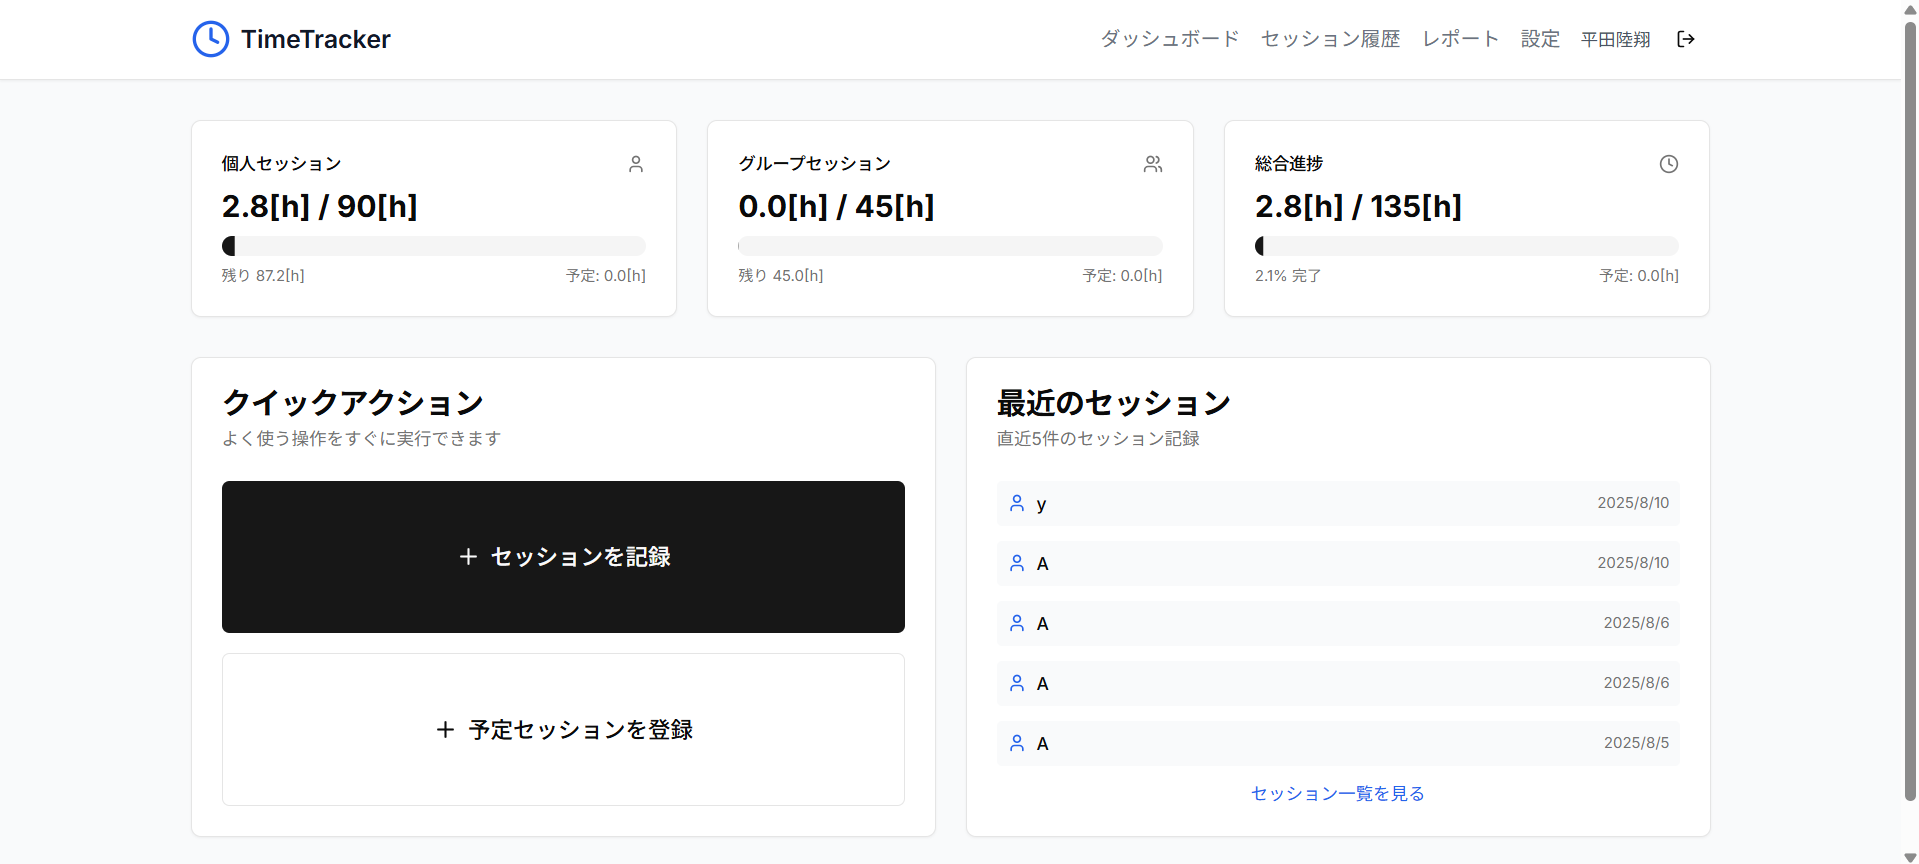 TimeTracker
ダッシュボード セッション履歴 レポート 設定 平田陸翔
個人セッション
2.8[h] / 90[h]
残り 87.2[h] 予定: 0.0[h]
グループセッション
0.0[h] / 45[h]
残り 45.0[h] 予定: 0.0[h]
総合進捗
2.8[h] / 135[h]
2.1% 完了 予定: 0.0[h]
クイックアクション
よく使う操作をすぐに実行できます
セッションを記録
予定セッションを登録
最近のセッション
直近5件のセッション記録
y 2025/8/10
A 2025/8/10
A 2025/8/6
A 2025/8/6
A 2025/8/5
セッション一覧を見る